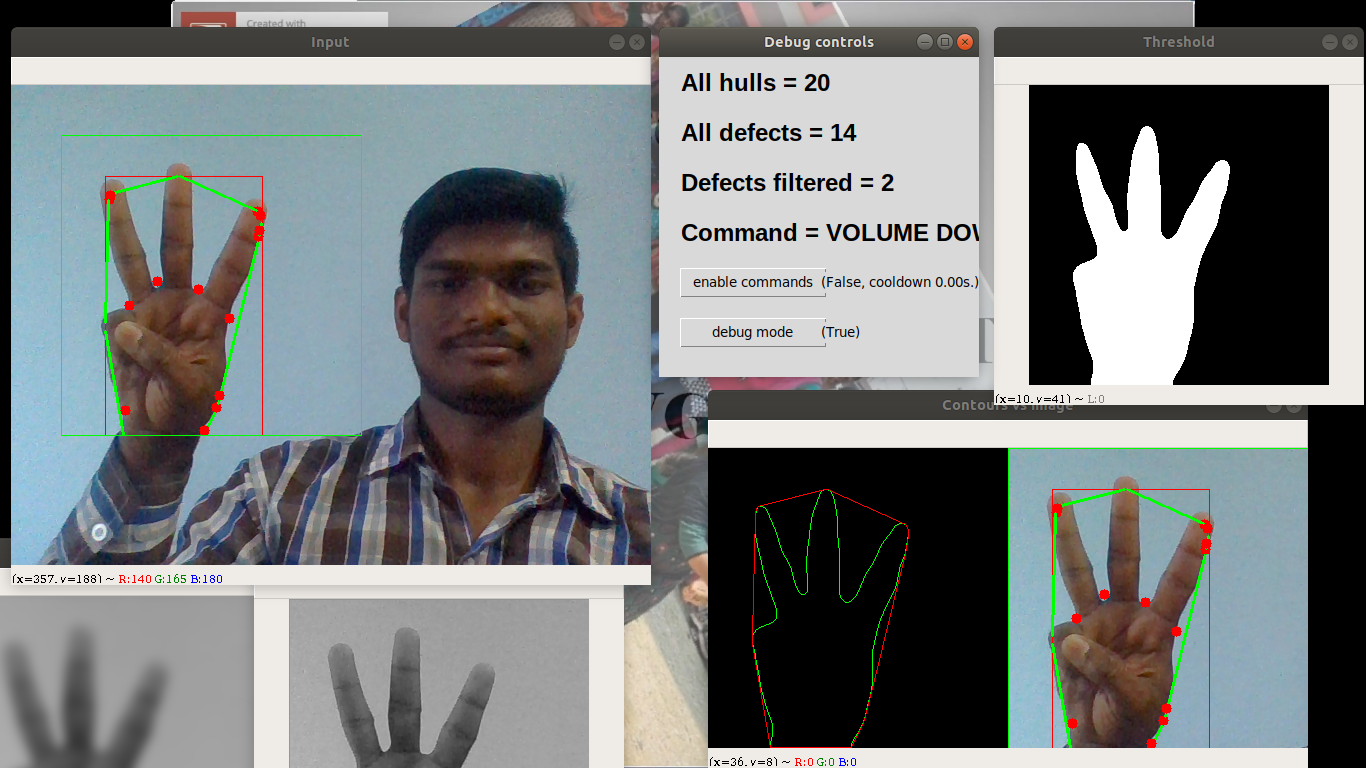 Created with
Input
Debug controls
Threshold
All hulls = 20
All defects = 14
Defects filtered = 2
Command = VOLUME DOW
enable commands (False, cooldown 0.00s.)
debug mode (True)
(x=10, y=41) ~ L:0
Contours vs image
(x=357, y=188) ~ R:140 G:165 B:180
(x=36, y=8) ~ R:0 G:0 B:0